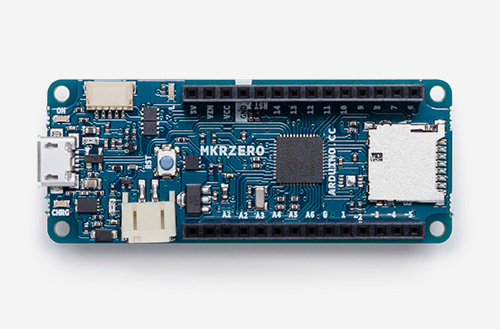 ON
5V VIN VCC GND RST 14 13 12 11 10 9 8 7 6
RST
MKRZERO
ARDUINO.CC
CHRG
A1 A2 A3 A4 A5 A6 0 1 ~2 ~3 ~4 ~5